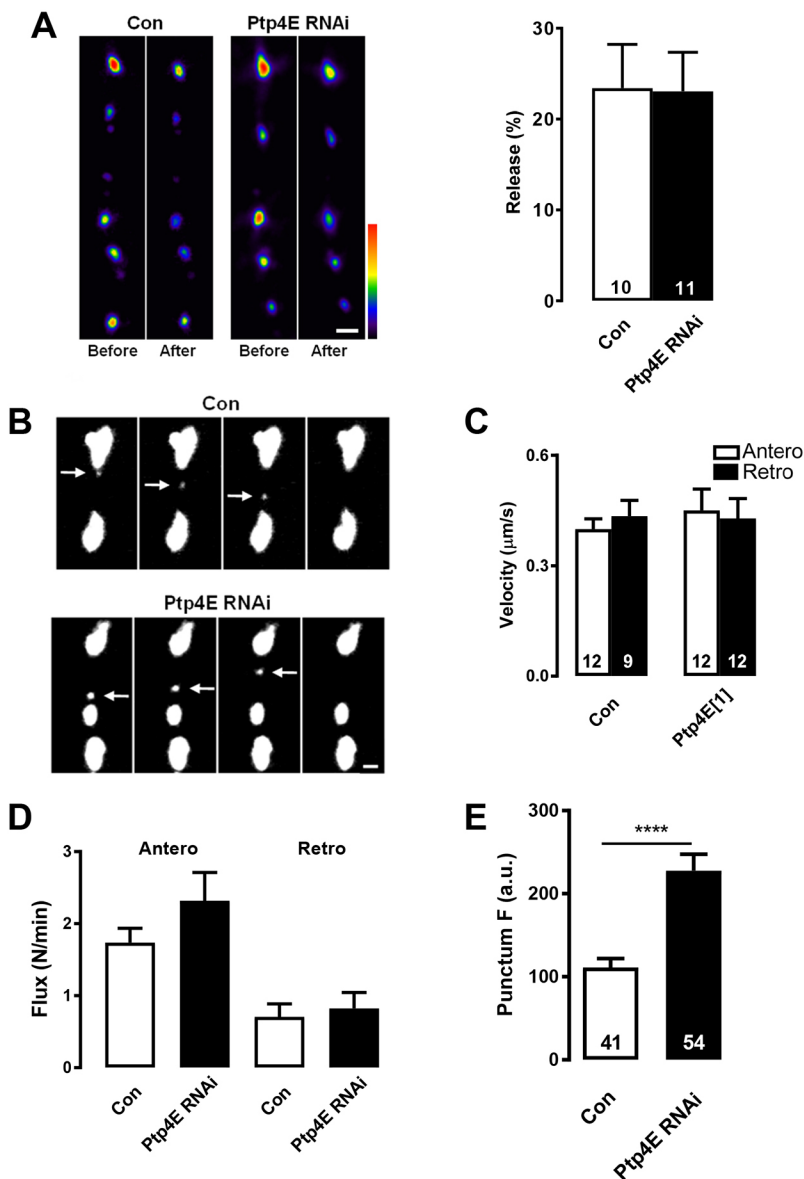 A
Con
Ptp4E RNAi
Before
After
Before
After
Release (%)
30
20
10
0
10
11
Con
Ptp4E RNAi
B
Con
Ptp4E RNAi
C
Velocity (μm/s)
0.6
0.3
0.0
Antero
Retro
12
9
12
12
Con
Ptp4E[1]
D
Flux (N/min)
3
2
1
0
Antero
Retro
Con
Ptp4E RNAi
Con
Ptp4E RNAi
E
Punctum F (a.u.)
300
200
100
0
****
41
54
Con
Ptp4E RNAi